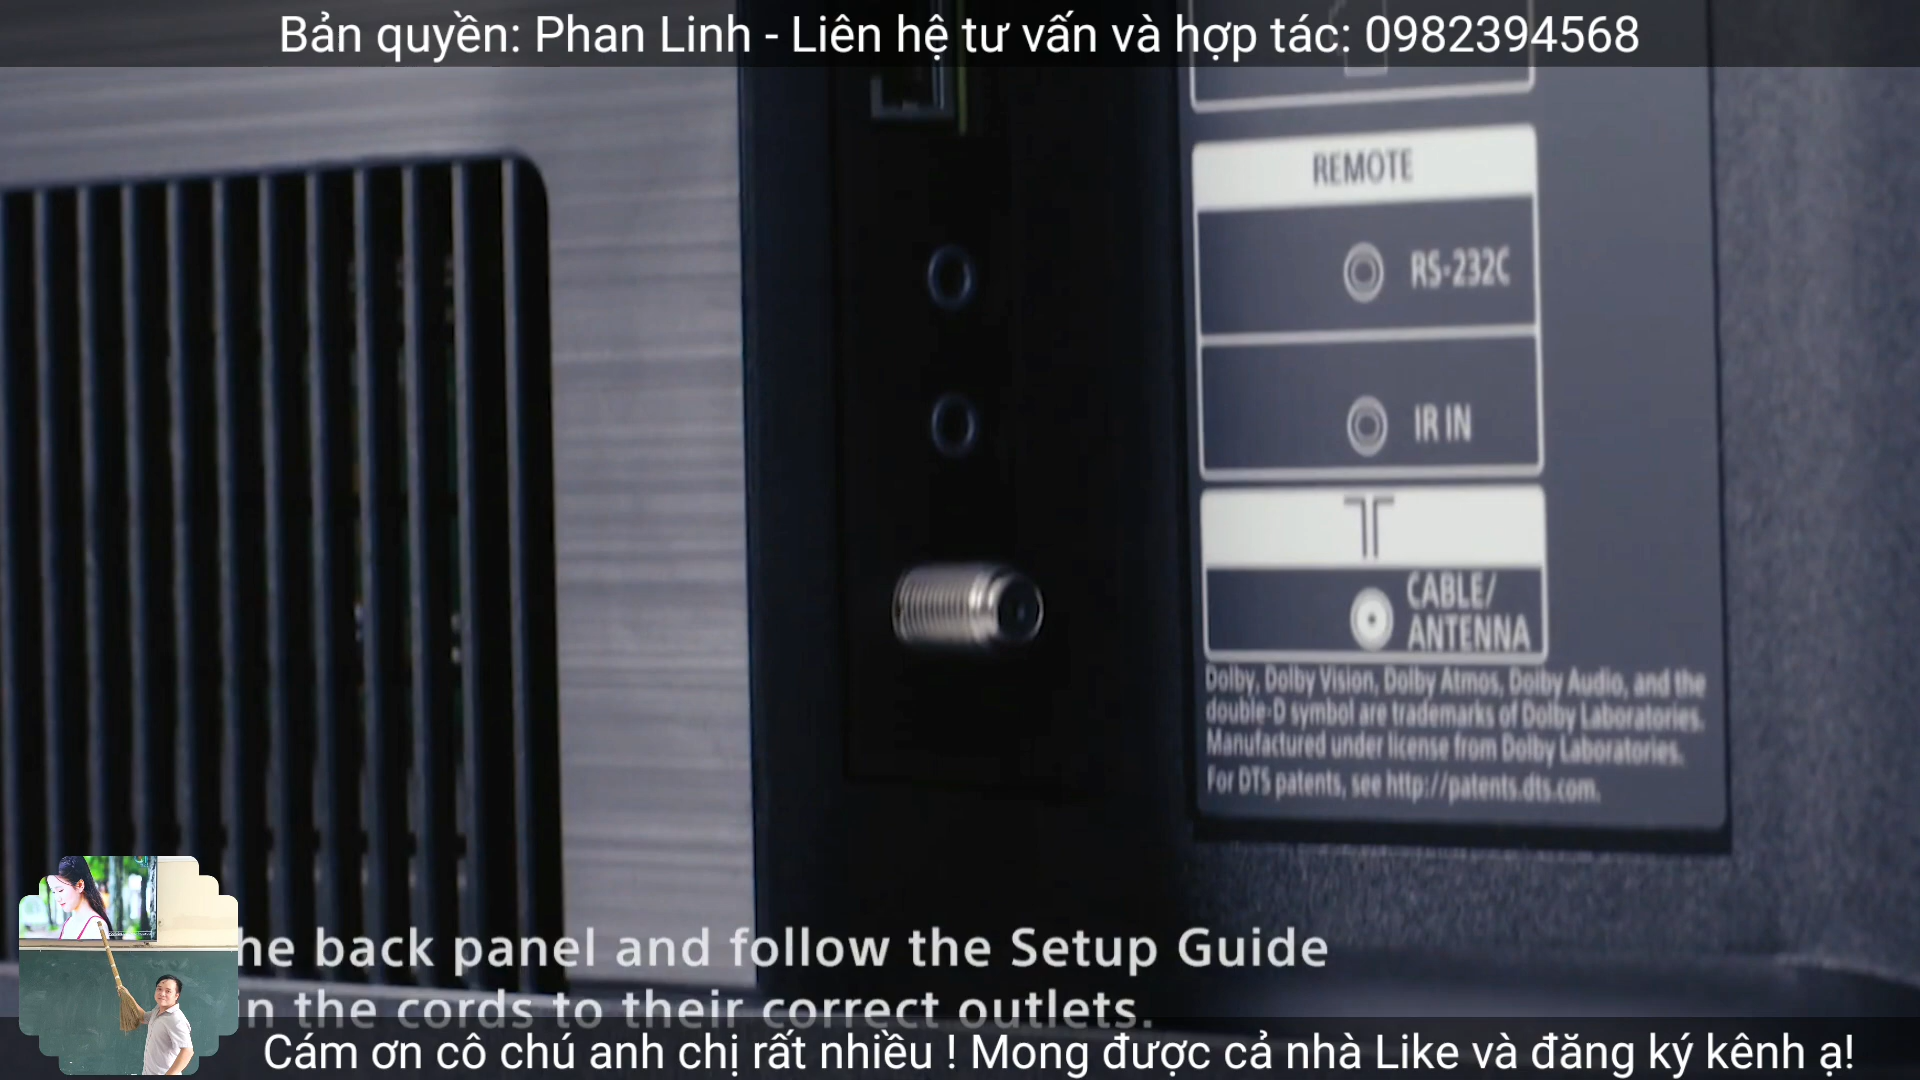 Bản quyền: Phan Linh - Liên hệ tư vấn và hợp tác: 0982394568
REMOTE
RS-232C
IR IN
CABLE/
ANTENNA
Dolby, Dolby Vision, Dolby Atmos, Dolby Audio, and the
double-D symbol are trademarks of Dolby Laboratories.
Manufactured under license from Dolby Laboratories.
For DTS patents, see http://patents.dts.com.
he back panel and follow the Setup Guide
in the cords to their correct outlets.
Cám ơn cô chú anh chị rất nhiều ! Mong được cả nhà Like và đăng ký kênh ạ!